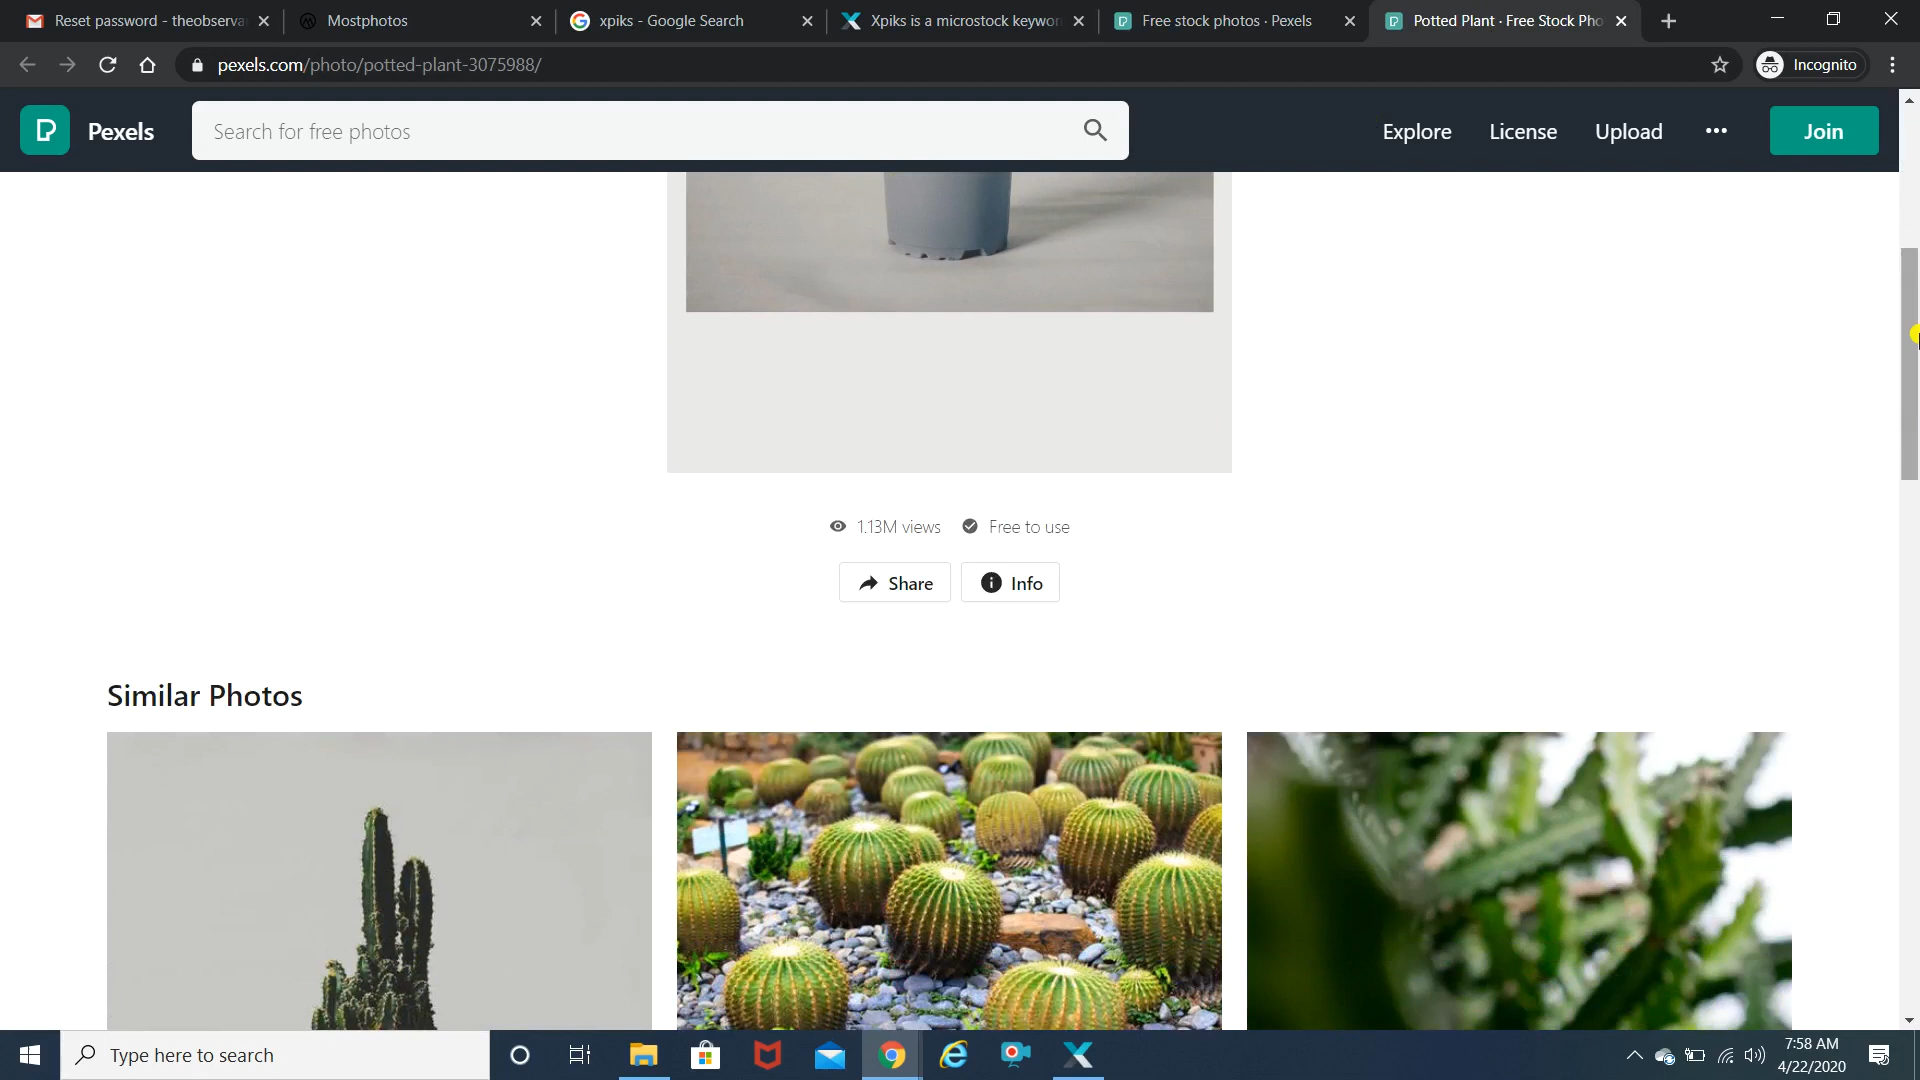 Reset password - theobserva
Mostphotos
xpiks - Google Search
Xpiks is a microstock keywor
Free stock photos · Pexels
Potted Plant · Free Stock Pho
pexels.com/photo/potted-plant-3075988/
Incognito
Pexels
Search for free photos
Explore
License
Upload
Join
1.13M views
Free to use
Share
Info
Similar Photos
Type here to search
7:58 AM
4/22/2020